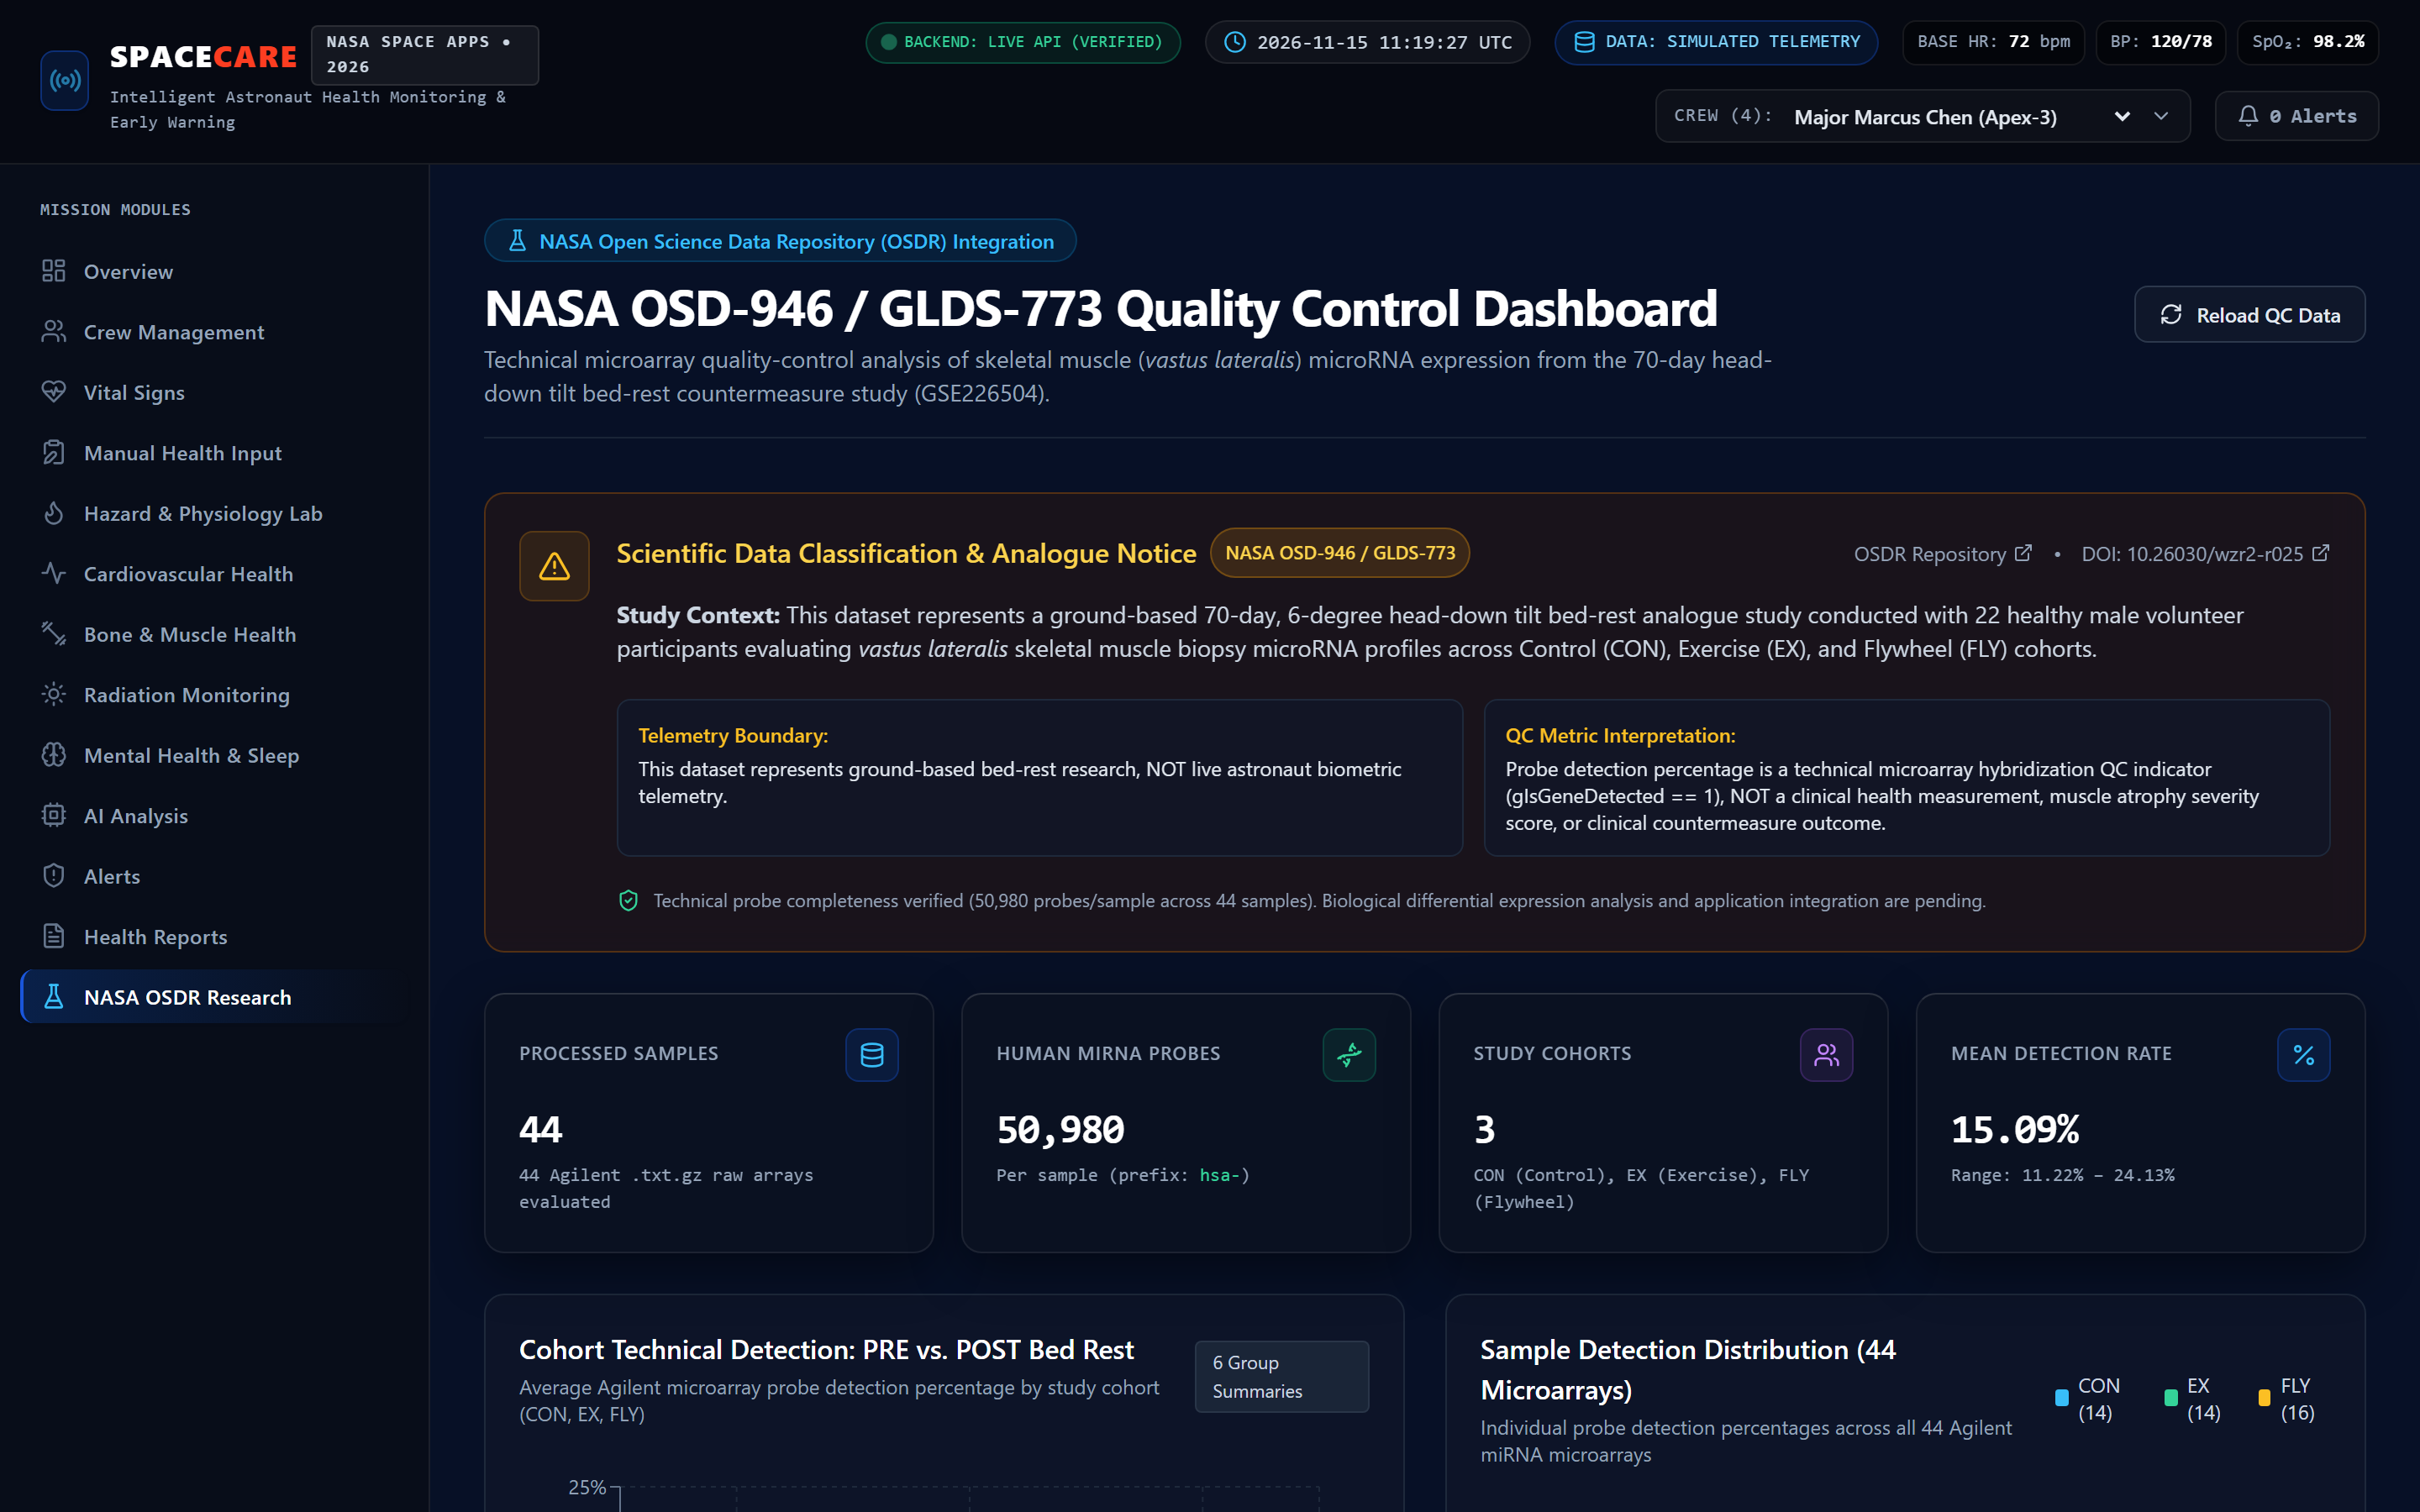 SPACECARE
NASA SPACE APPS •
2026
Intelligent Astronaut Health Monitoring &
Early Warning
BACKEND: LIVE API (VERIFIED)
2026-11-15 11:19:27 UTC
DATA: SIMULATED TELEMETRY
BASE HR: 72 bpm
BP: 120/78
SpO₂: 98.2%
CREW (4): Major Marcus Chen (Apex-3)
0 Alerts
MISSION MODULES
Overview
Crew Management
Vital Signs
Manual Health Input
Hazard & Physiology Lab
Cardiovascular Health
Bone & Muscle Health
Radiation Monitoring
Mental Health & Sleep
AI Analysis
Alerts
Health Reports
NASA OSDR Research
NASA Open Science Data Repository (OSDR) Integration
NASA OSD-946 / GLDS-773 Quality Control Dashboard
Technical microarray quality-control analysis of skeletal muscle (vastus lateralis) microRNA expression from the 70-day head-
down tilt bed-rest countermeasure study (GSE226504).
Reload QC Data
Scientific Data Classification & Analogue Notice
NASA OSD-946 / GLDS-773
OSDR Repository • DOI: 10.26030/wzr2-r025
Study Context: This dataset represents a ground-based 70-day, 6-degree head-down tilt bed-rest analogue study conducted with 22 healthy male volunteer
participants evaluating vastus lateralis skeletal muscle biopsy microRNA profiles across Control (CON), Exercise (EX), and Flywheel (FLY) cohorts.
Telemetry Boundary:
This dataset represents ground-based bed-rest research, NOT live astronaut biometric
telemetry.
QC Metric Interpretation:
Probe detection percentage is a technical microarray hybridization QC indicator
(gIsGeneDetected == 1), NOT a clinical health measurement, muscle atrophy severity
score, or clinical countermeasure outcome.
Technical probe completeness verified (50,980 probes/sample across 44 samples). Biological differential expression analysis and application integration are pending.
PROCESSED SAMPLES
44
44 Agilent .txt.gz raw arrays
evaluated
HUMAN MIRNA PROBES
50,980
Per sample (prefix: hsa-)
STUDY COHORTS
3
CON (Control), EX (Exercise), FLY
(Flywheel)
MEAN DETECTION RATE
15.09%
Range: 11.22% – 24.13%
Cohort Technical Detection: PRE vs. POST Bed Rest
Average Agilent microarray probe detection percentage by study cohort
(CON, EX, FLY)
6 Group
Summaries
25%
Sample Detection Distribution (44
Microarrays)
Individual probe detection percentages across all 44 Agilent
miRNA microarrays
CON
(14)
EX
(14)
FLY
(16)